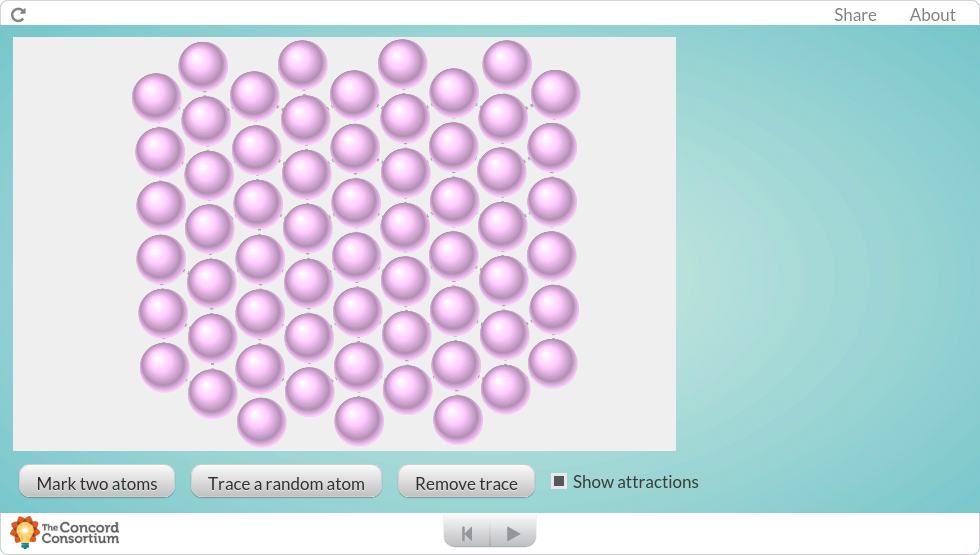 Share About
Mark two atoms Trace a random atom Remove trace Show attractions
The Concord
Consortium